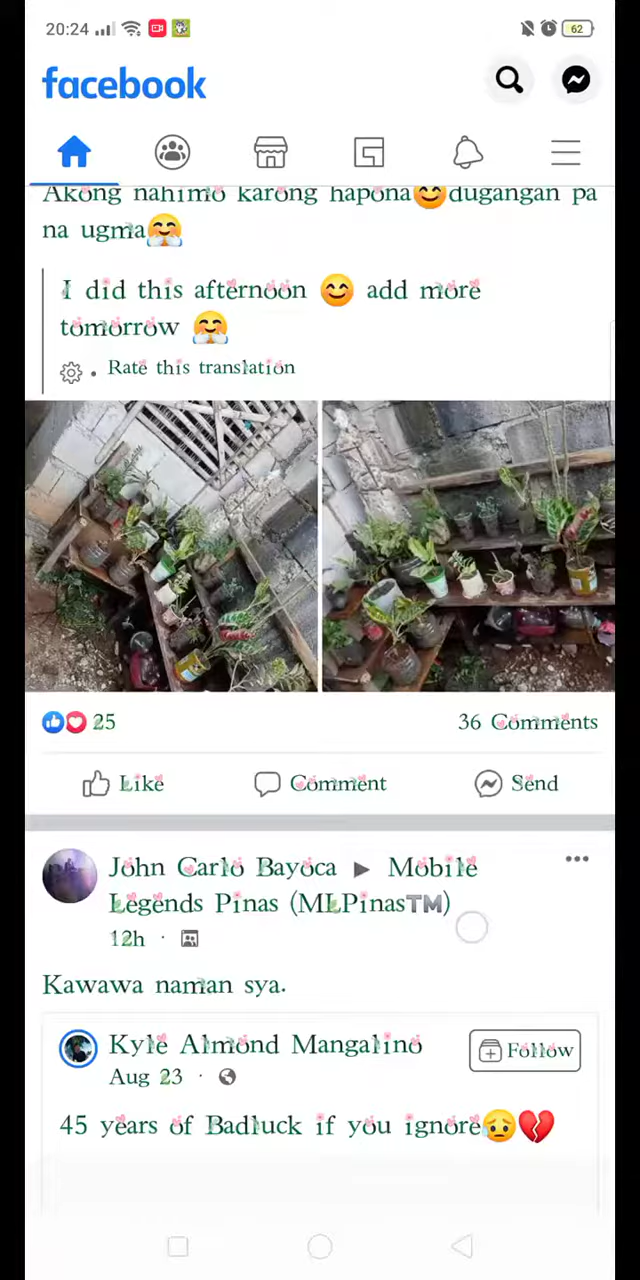 20:24
62
facebook
Akong nahimo karong hapona😊dugangan pa
na ugma🤗
I did this afternoon 😊 add more
tomorrow 🤗
Rate this translation
25
36 Comments
Like
Comment
Send
John Carlo Bayoca ▶ Mobile
Legends Pinas (MLPinas™️)
12h ·
Kawawa naman sya.
Kyle Almond Mangalino
Follow
Aug 23 ·
45 years of Badluck if you ignore😥💔